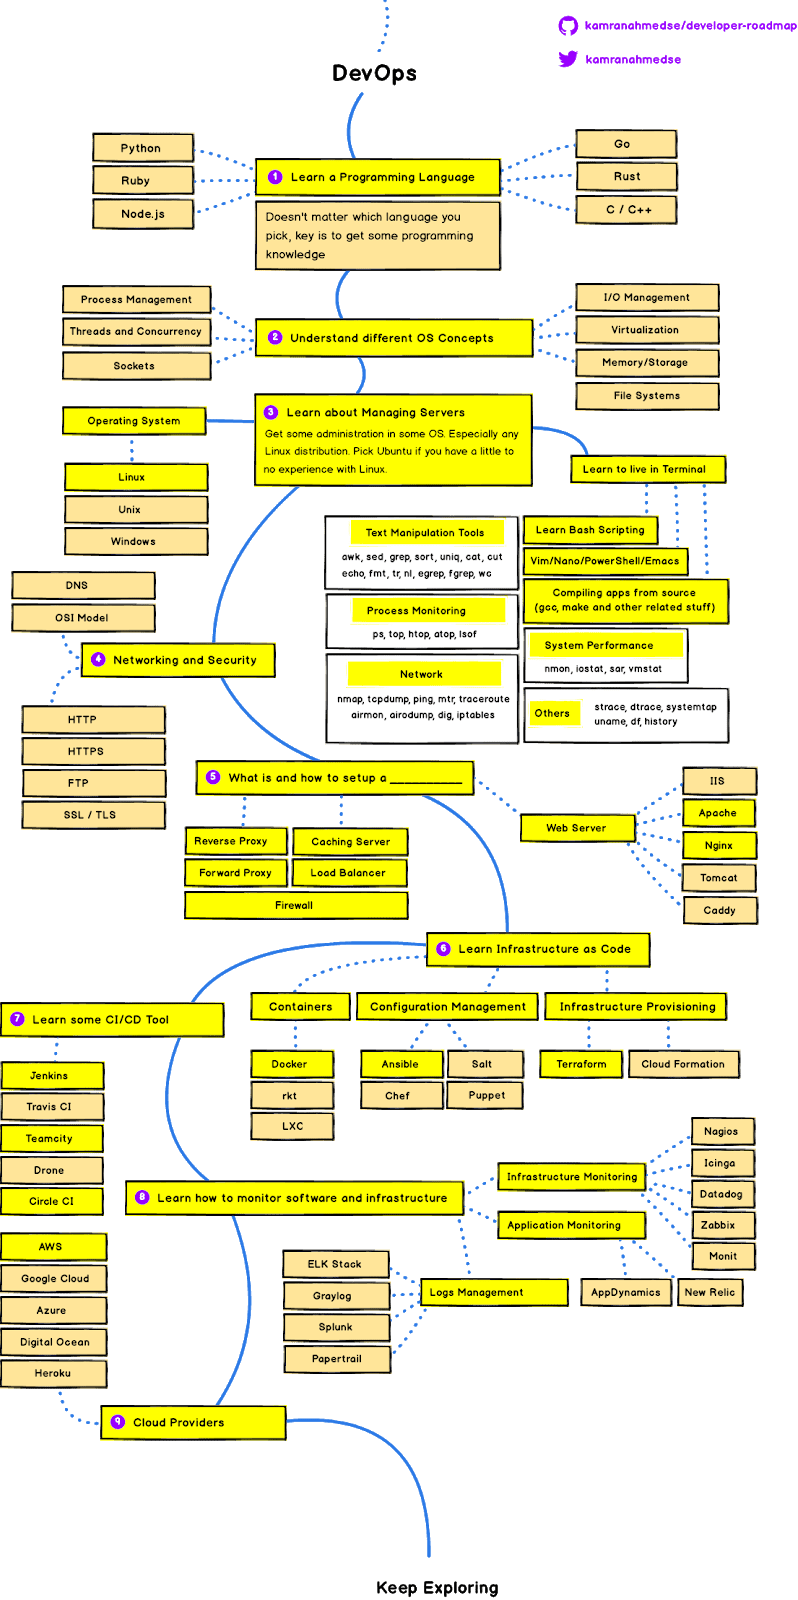 kamranahmedse/developer-roadmap
kamranahmedse
DevOps
Python
Ruby
Node.js
1 Learn a Programming Language
Go
Rust
C / C++
Doesn't matter which language you
pick, key is to get some programming
knowledge
Process Management
Threads and Concurrency
Sockets
2 Understand different OS Concepts
I/O Management
Virtualization
Memory/Storage
File Systems
3 Learn about Managing Servers
Get some administration in some OS. Especially any
Linux distribution. Pick Ubuntu if you have a little to
no experience with Linux.
Operating System
Linux
Unix
Windows
Learn to live in Terminal
Text Manipulation Tools
awk, sed, grep, sort, uniq, cat, cut
echo, fmt, tr, nl, egrep, fgrep, wc
Process Monitoring
ps, top, htop, atop, lsof
Network
nmap, tcpdump, ping, mtr, traceroute
airmon, airodump, dig, iptables
Learn Bash Scripting
Vim/Nano/PowerShell/Emacs
Compiling apps from source
(gcc, make and other related stuff)
System Performance
nmon, iostat, sar, vmstat
Others
strace, dtrace, systemtap
uname, df, history
DNS
OSI Model
4 Networking and Security
HTTP
HTTPS
FTP
SSL / TLS
5 What is and how to setup a ____________
Reverse Proxy
Caching Server
Forward Proxy
Load Balancer
Firewall
Web Server
IIS
Apache
Nginx
Tomcat
Caddy
6 Learn Infrastructure as Code
Containers
Configuration Management
Infrastructure Provisioning
Docker
rkt
LXC
Ansible
Salt
Chef
Puppet
Terraform
Cloud Formation
7 Learn some CI/CD Tool
Jenkins
Travis CI
Teamcity
Drone
Circle CI
8 Learn how to monitor software and infrastructure
Infrastructure Monitoring
Nagios
Icinga
Datadog
Zabbix
Monit
Application Monitoring
AppDynamics
New Relic
Logs Management
ELK Stack
Graylog
Splunk
Papertrail
AWS
Google Cloud
Azure
Digital Ocean
Heroku
9 Cloud Providers
Keep Exploring